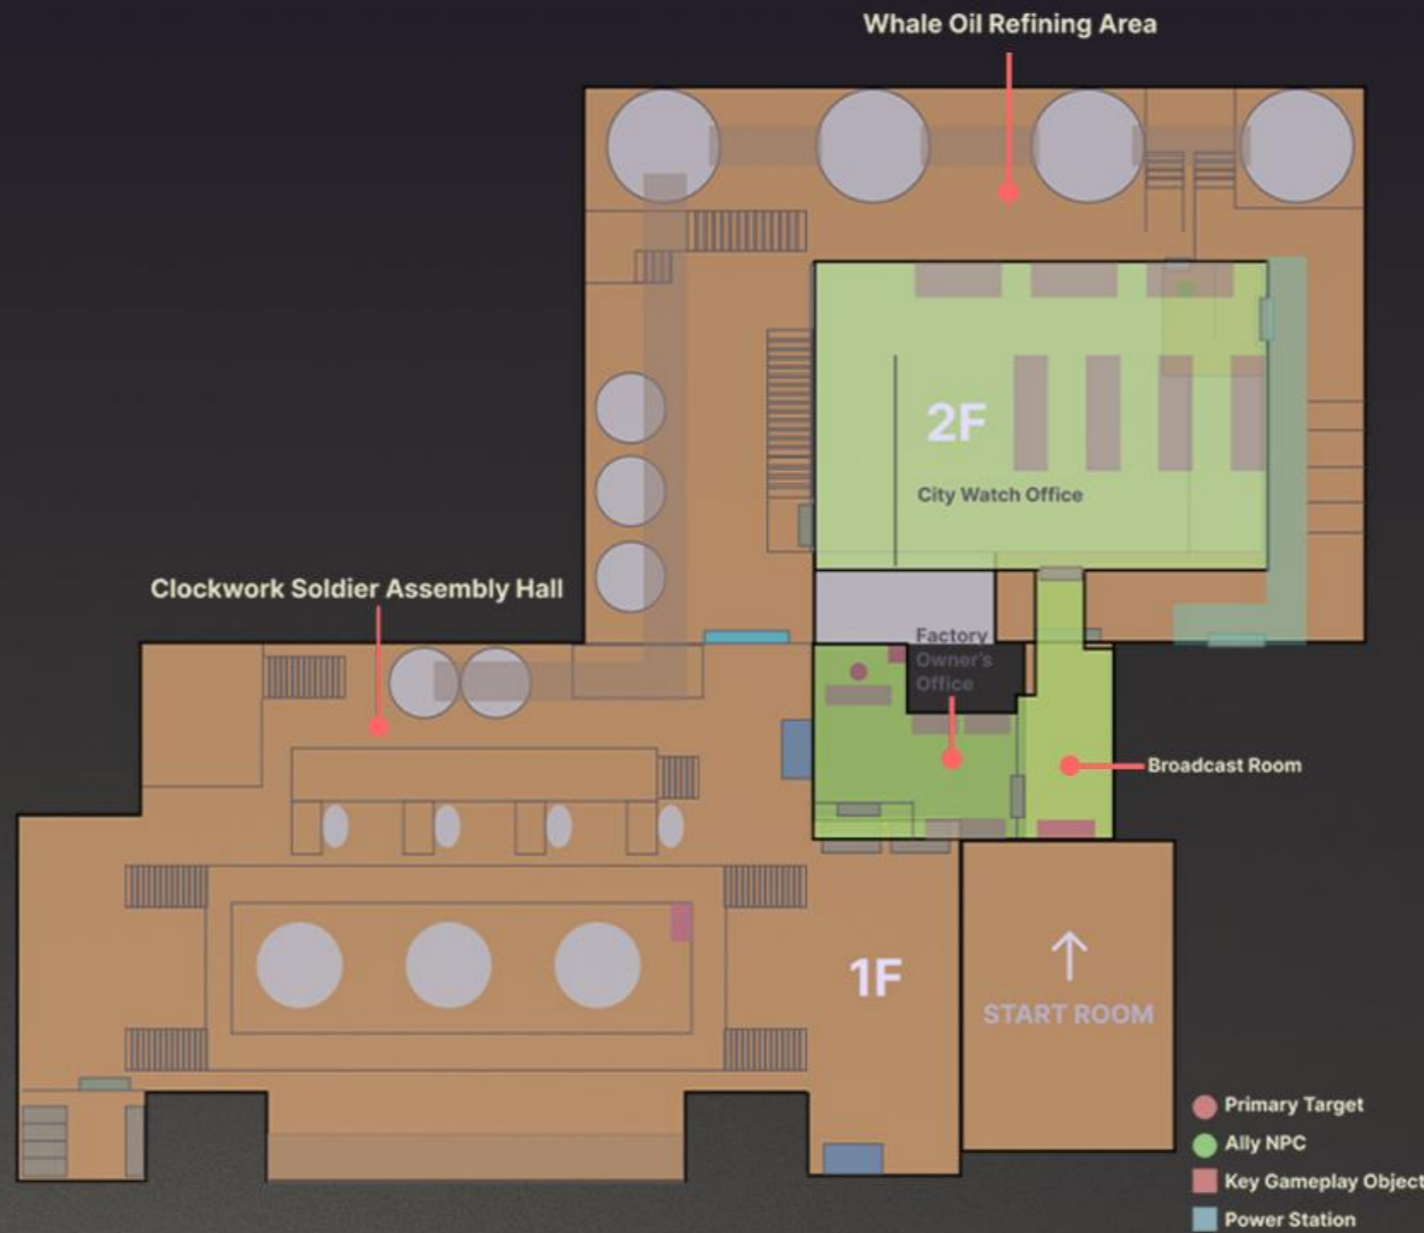 Whale Oil Refining Area
2F
City Watch Office
Clockwork Soldier Assembly Hall
Factory
Owner's
Office
Broadcast Room
1F
START ROOM
Primary Target
Ally NPC
Key Gameplay Object
Power Station